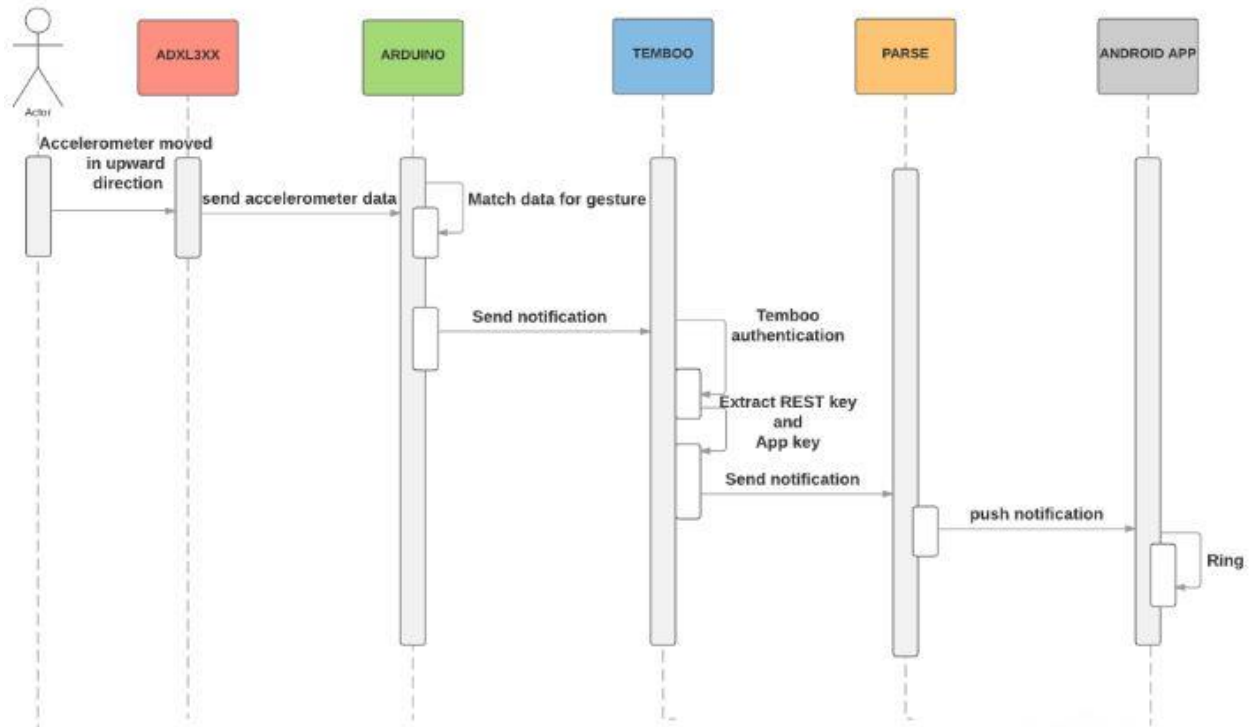 ADXL3XX
ARDUINO
TEMBOO
PARSE
ANDROID APP
Actor
Accelerometer moved
in upward
direction
send accelerometer data
Match data for gesture
Send notification
Temboo
authentication
Extract REST key
and
App key
Send notification
push notification
Ring